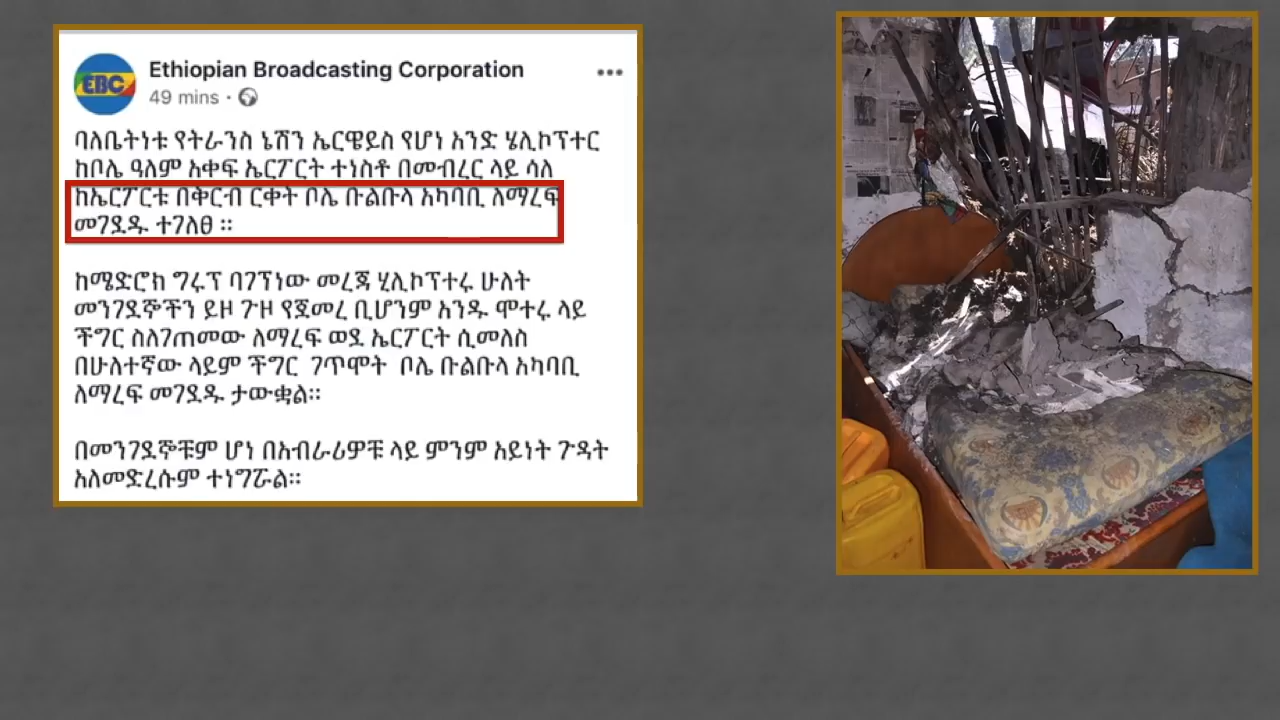 EBC
Ethiopian Broadcasting Corporation
49 mins ·
ባለቤትነቱ የትራንስ ኔሽን ኤርዌይስ የሆነ አንድ ሄሊኮፕተር
ከቦሌ ዓለም አቀፍ ኤርፖርት ተነስቶ በመብረር ላይ ሳለ
ከኤርፖርቱ በቅርብ ርቀት ቦሌ ቡልቡላ አካባቢ ለማረፍ
መገደዱ ተገለፀ ።
ከሜድሮክ ግሩፕ ባገኘነው መረጃ ሂሊኮፕተሩ ሁለት
መንገደኞችን ይዞ ጉዞ የጀመረ ቢሆንም አንዱ ሞተሩ ላይ
ችግር ስለገጠመው ለማረፍ ወደ ኤርፖርት ሲመለስ
በሁለተኛው ላይም ችግር ገጥሞት ቦሌ ቡልቡላ አካባቢ
ለማረፍ መገደዱ ታውቋል።
በመንገደኞቹም ሆነ በአብራሪዎቹ ላይ ምንም አይነት ጉዳት
አለመድረሱም ተነግሯል።